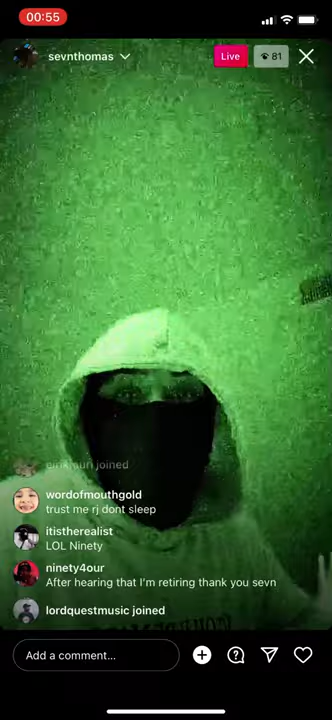 00:55
sevnthomas
Live
81
joined
wordofmouthgold
trust me rj dont sleep
itistherealist
LOL Ninety
ninety4our
After hearing that I'm retiring thank you sevn
lordquestmusic joined
Add a comment...